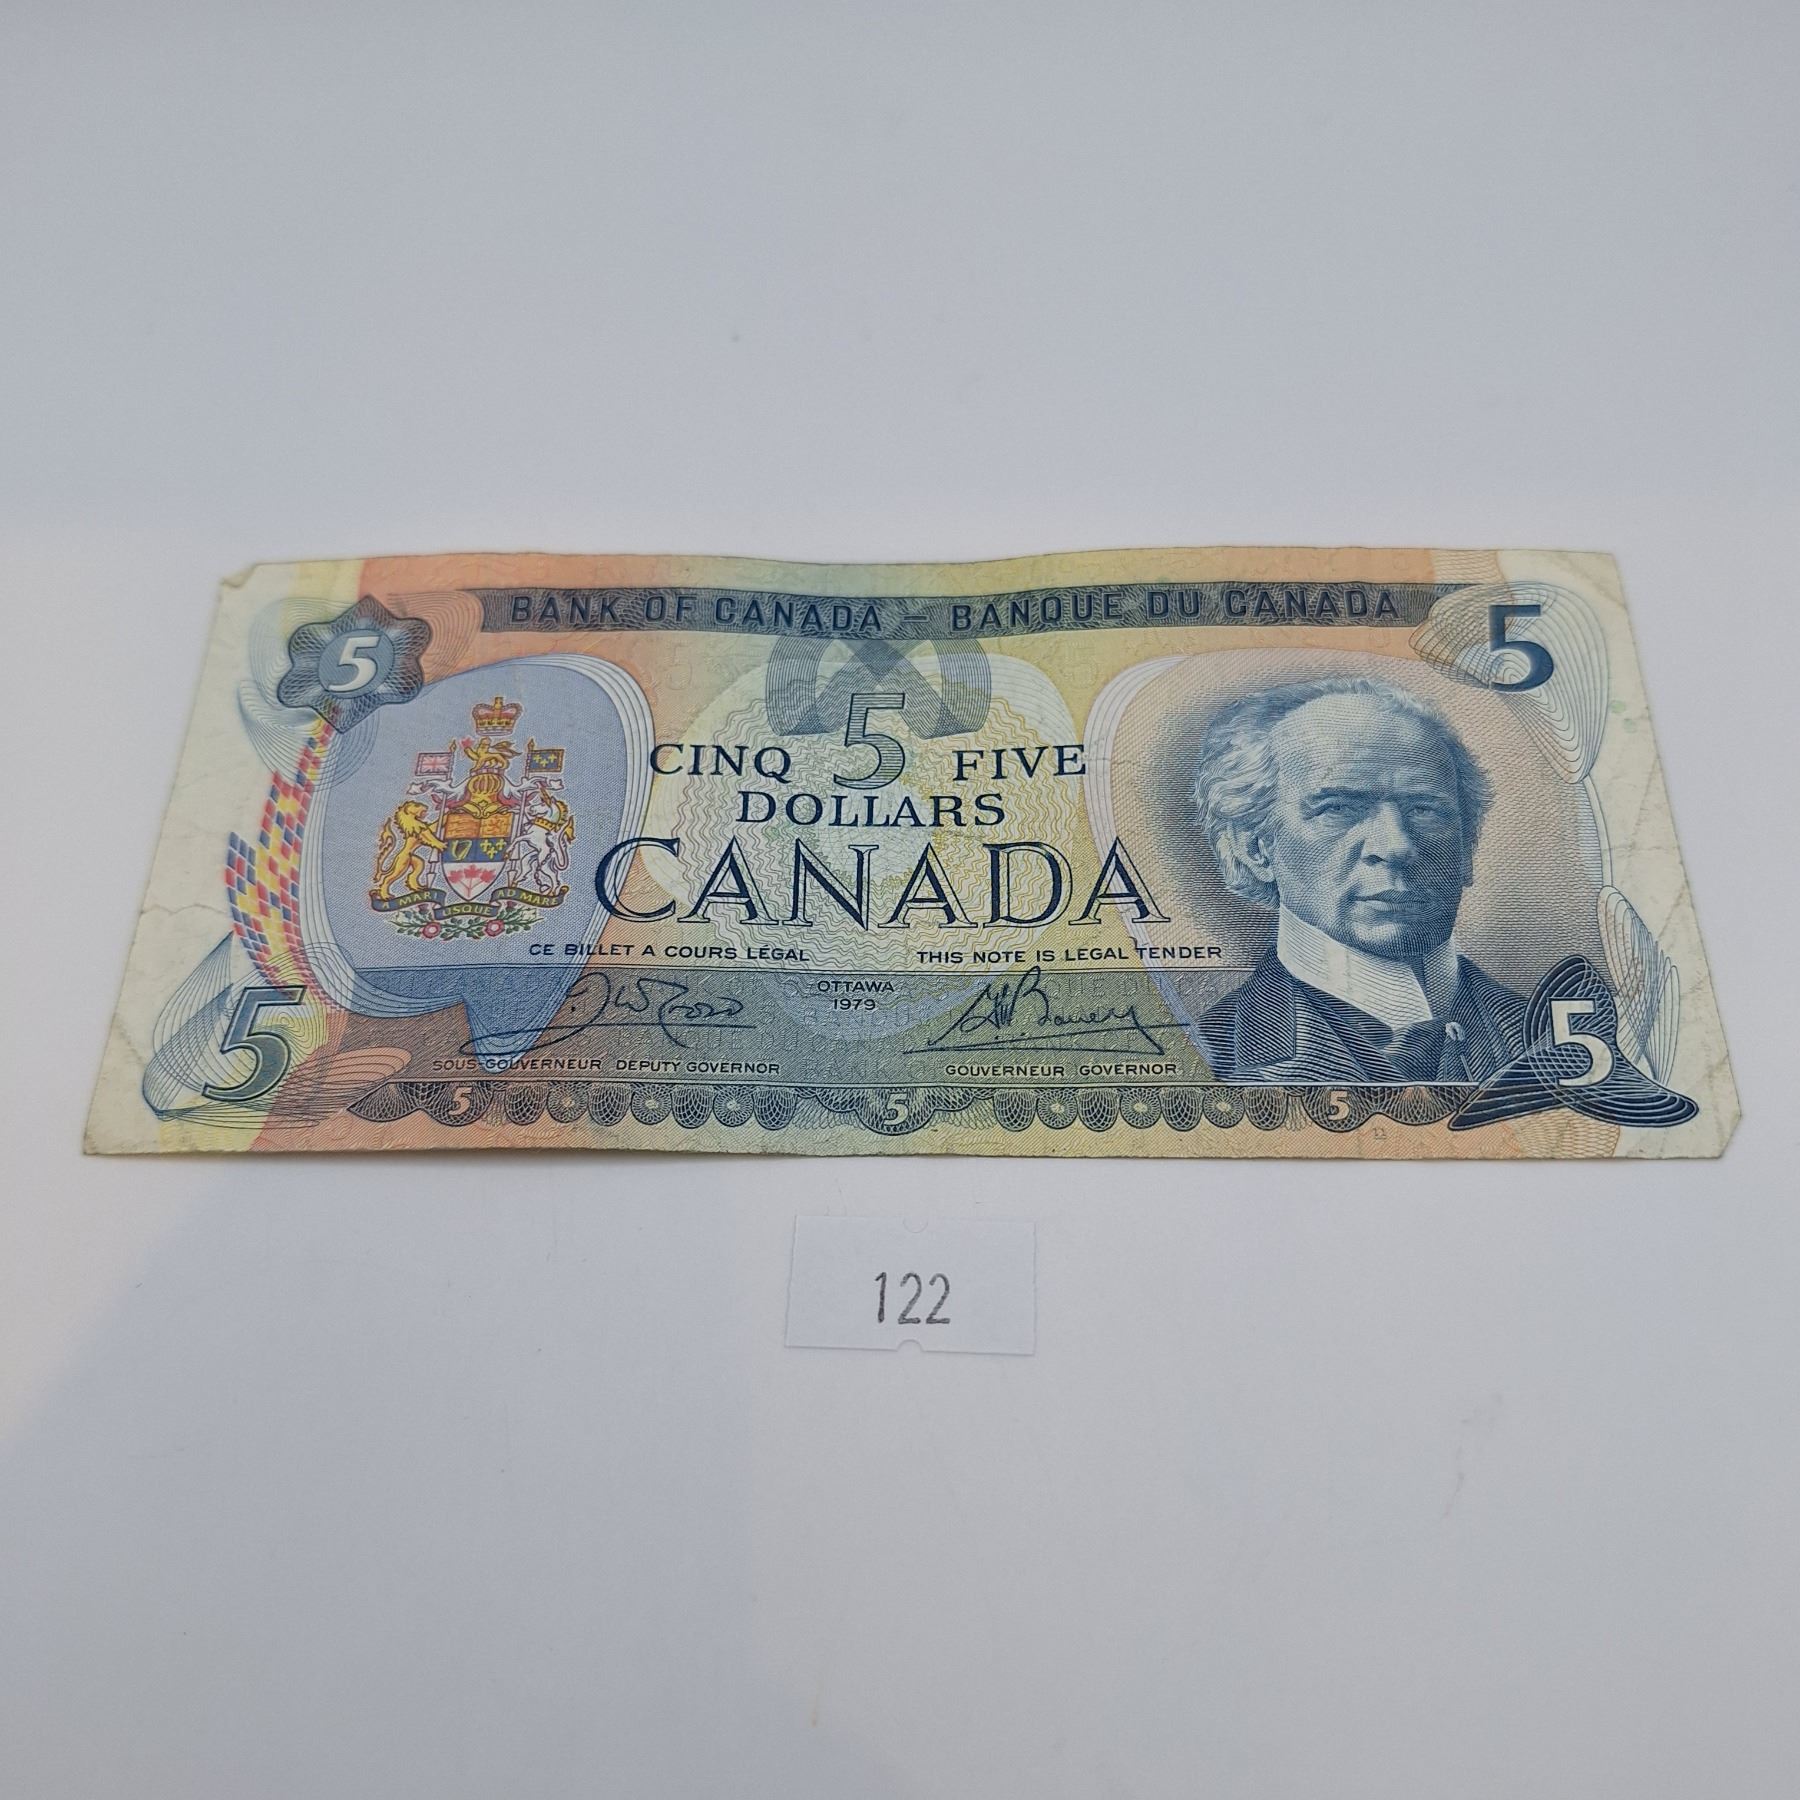 BANK OF CANADA – BANQUE DU CANADA
5
5
5
CINQ FIVE
DOLLARS
CANADA
A MARI USQUE AD MARE
CE BILLET A COURS LÉGAL THIS NOTE IS LEGAL TENDER
OTTAWA
1979
5
5
SOUS-GOUVERNEUR DEPUTY GOVERNOR GOUVERNEUR GOVERNOR
5 5 5
122